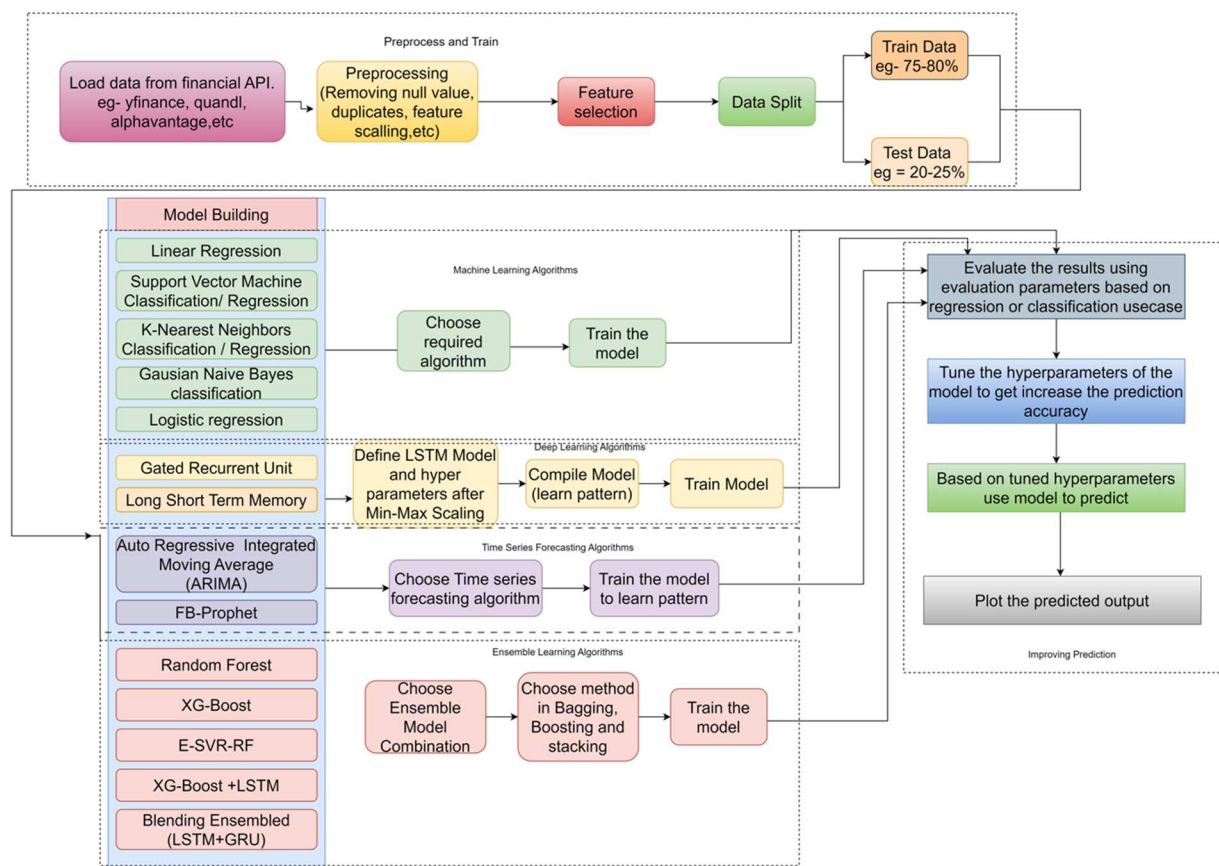 Preprocess and Train
Load data from financial API.
eg- yfinance, quandl,
alphavantage,etc
Preprocessing
(Removing null value,
duplicates, feature
scalling,etc)
Feature
selection
Data Split
Train Data
eg- 75-80%
Test Data
eg = 20-25%
Model Building
Linear Regression
Support Vector Machine
Classification/ Regression
K-Nearest Neighbors
Classification / Regression
Gausian Naive Bayes
classification
Logistic regression
Machine Learning Algorithms
Choose
required
algorithm
Train the
model
Gated Recurrent Unit
Long Short Term Memory
Deep Learning Algorithms
Define LSTM Model
and hyper
parameters after
Min-Max Scaling
Compile Model
(learn pattern)
Train Model
Auto Regressive Integrated
Moving Average
(ARIMA)
FB-Prophet
Time Series Forecasting Algorithms
Choose Time series
forecasting algorithm
Train the model
to learn pattern
Random Forest
XG-Boost
E-SVR-RF
XG-Boost +LSTM
Blending Ensembled
(LSTM+GRU)
Ensemble Learning Algorithms
Choose
Ensemble
Model
Combination
Choose method
in Bagging,
Boosting and
stacking
Train the
model
Evaluate the results using
evaluation parameters based on
regression or classification usecase
Tune the hyperparameters of the
model to get increase the prediction
accuracy
Based on tuned hyperparameters
use model to predict
Plot the predicted output
Improving Prediction